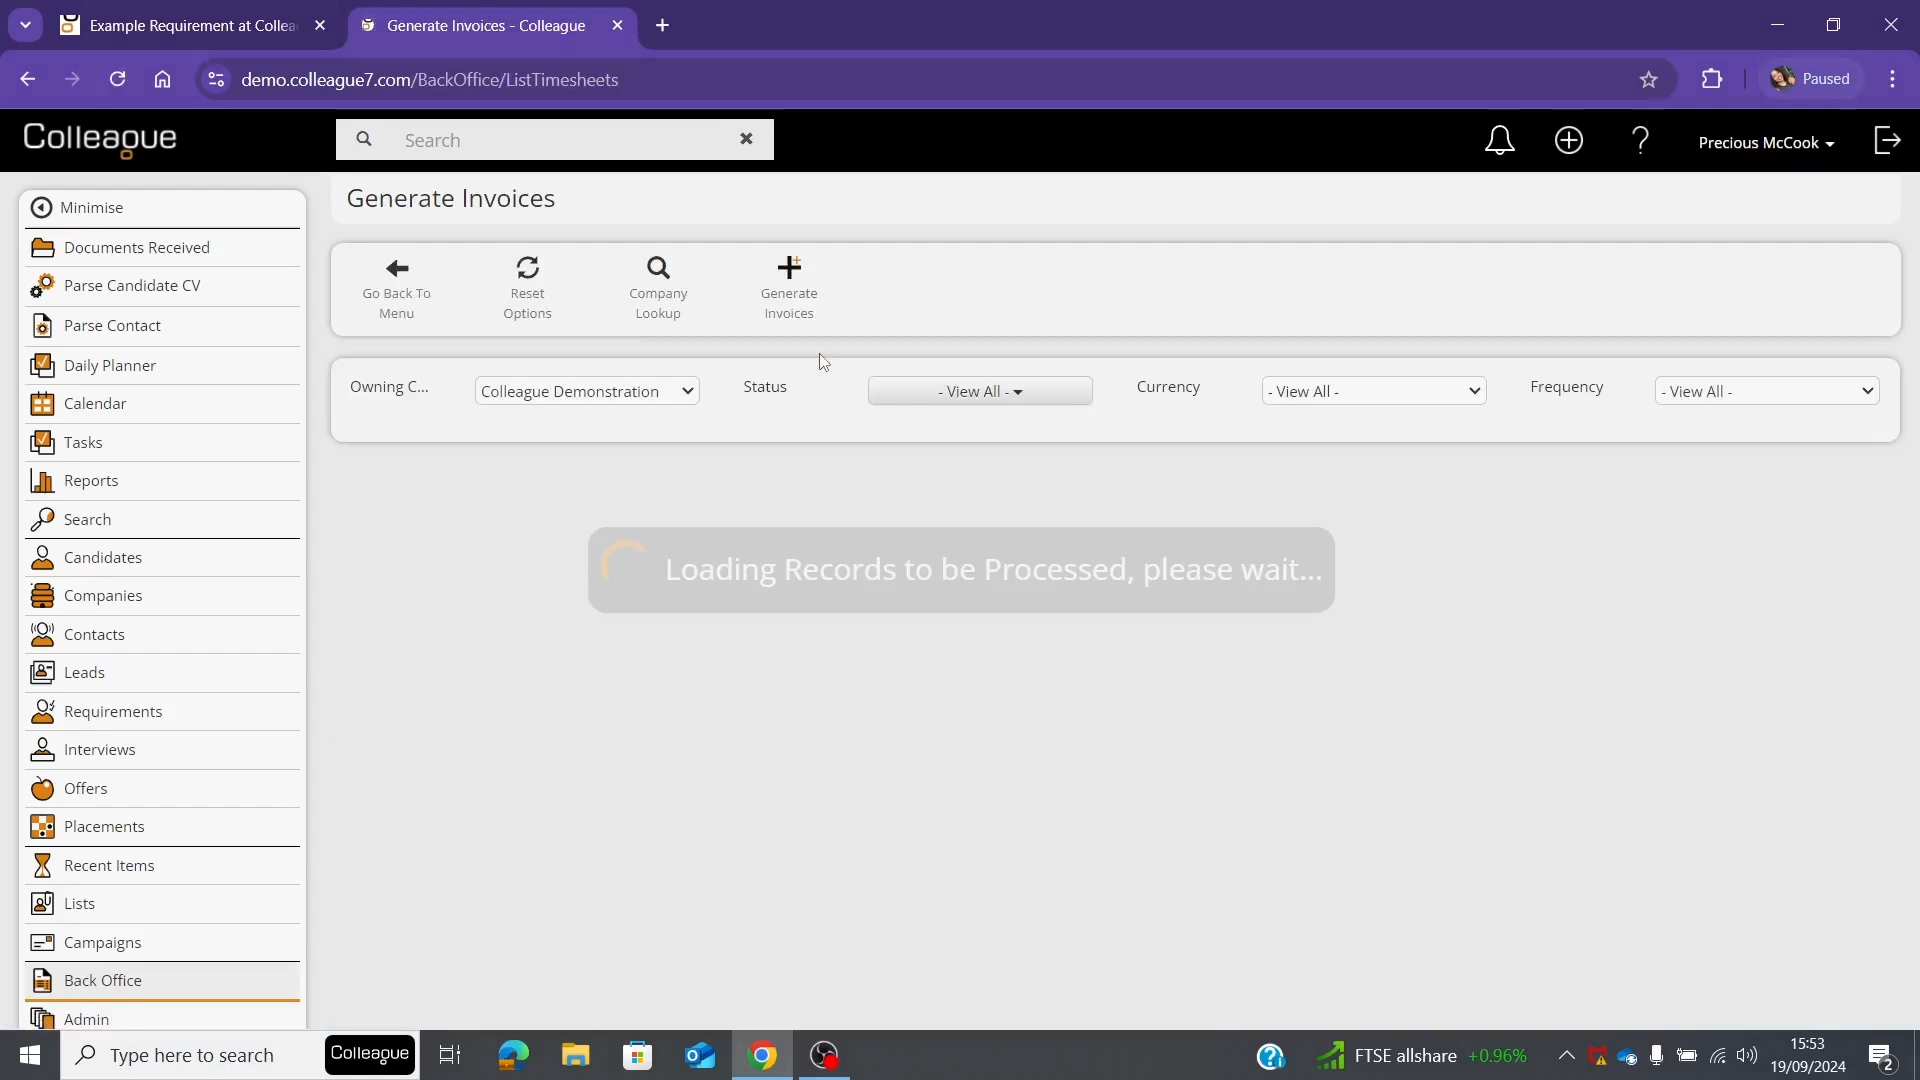 Example Requirement at Collea
Generate Invoices - Colleague
demo.colleague7.com/BackOffice/ListTimesheets
Paused
Colleague
Search
Precious McCook
Minimise
Documents Received
Parse Candidate CV
Parse Contact
Daily Planner
Calendar
Tasks
Reports
Search
Candidates
Companies
Contacts
Leads
Requirements
Interviews
Offers
Placements
Recent Items
Lists
Campaigns
Back Office
Admin
Generate Invoices
Go Back To
Menu
Reset
Options
Company
Lookup
Generate
Invoices
Owning C...
Colleague Demonstration
Status
- View All -
Currency
- View All -
Frequency
- View All -
Loading Records to be Processed, please wait...
Type here to search
Colleague
FTSE allshare +0.96%
15:53
19/09/2024
2